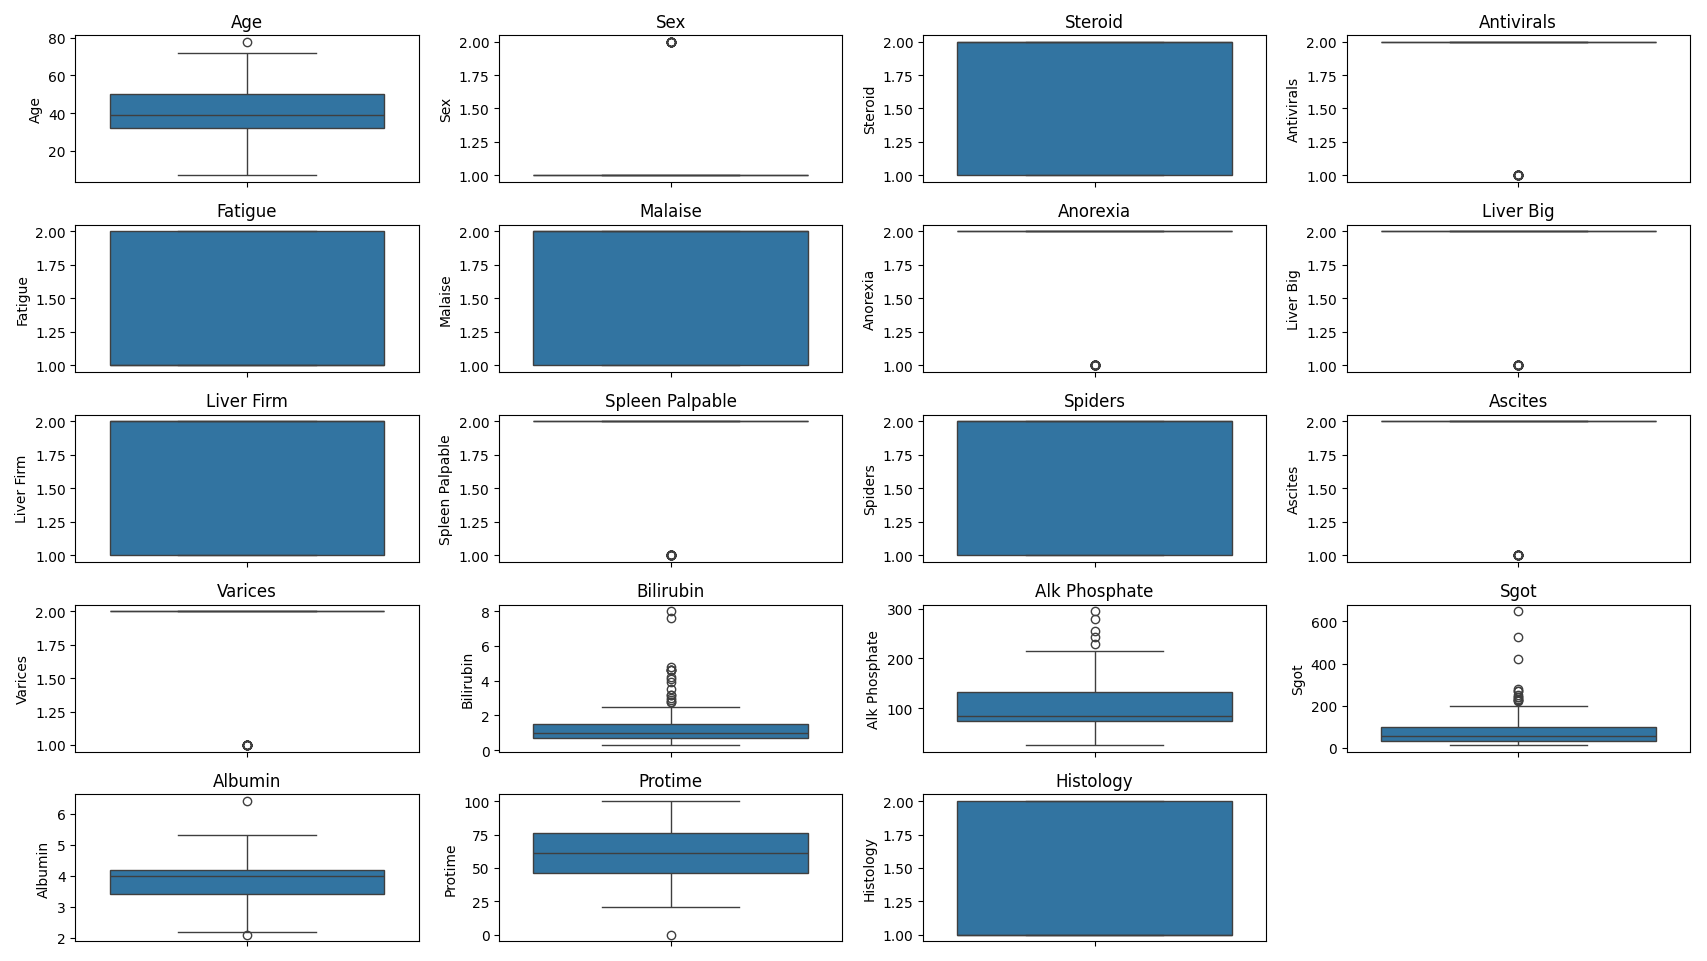 Age
Sex
Steroid
Antivirals
80
60
40
20
Age
2.00
1.75
1.50
1.25
1.00
Sex
2.00
1.75
1.50
1.25
1.00
Steroid
2.00
1.75
1.50
1.25
1.00
Antivirals
Fatigue
Malaise
Anorexia
Liver Big
2.00
1.75
1.50
1.25
1.00
Fatigue
2.00
1.75
1.50
1.25
1.00
Malaise
2.00
1.75
1.50
1.25
1.00
Anorexia
2.00
1.75
1.50
1.25
1.00
Liver Big
Liver Firm
Spleen Palpable
Spiders
Ascites
2.00
1.75
1.50
1.25
1.00
Liver Firm
2.00
1.75
1.50
1.25
1.00
Spleen Palpable
2.00
1.75
1.50
1.25
1.00
Spiders
2.00
1.75
1.50
1.25
1.00
Ascites
Varices
Bilirubin
Alk Phosphate
Sgot
2.00
1.75
1.50
1.25
1.00
Varices
8
6
4
2
0
Bilirubin
300
200
100
Alk Phosphate
600
400
200
0
Sgot
Albumin
Protime
Histology
6
5
4
3
2
Albumin
100
75
50
25
0
Protime
2.00
1.75
1.50
1.25
1.00
Histology